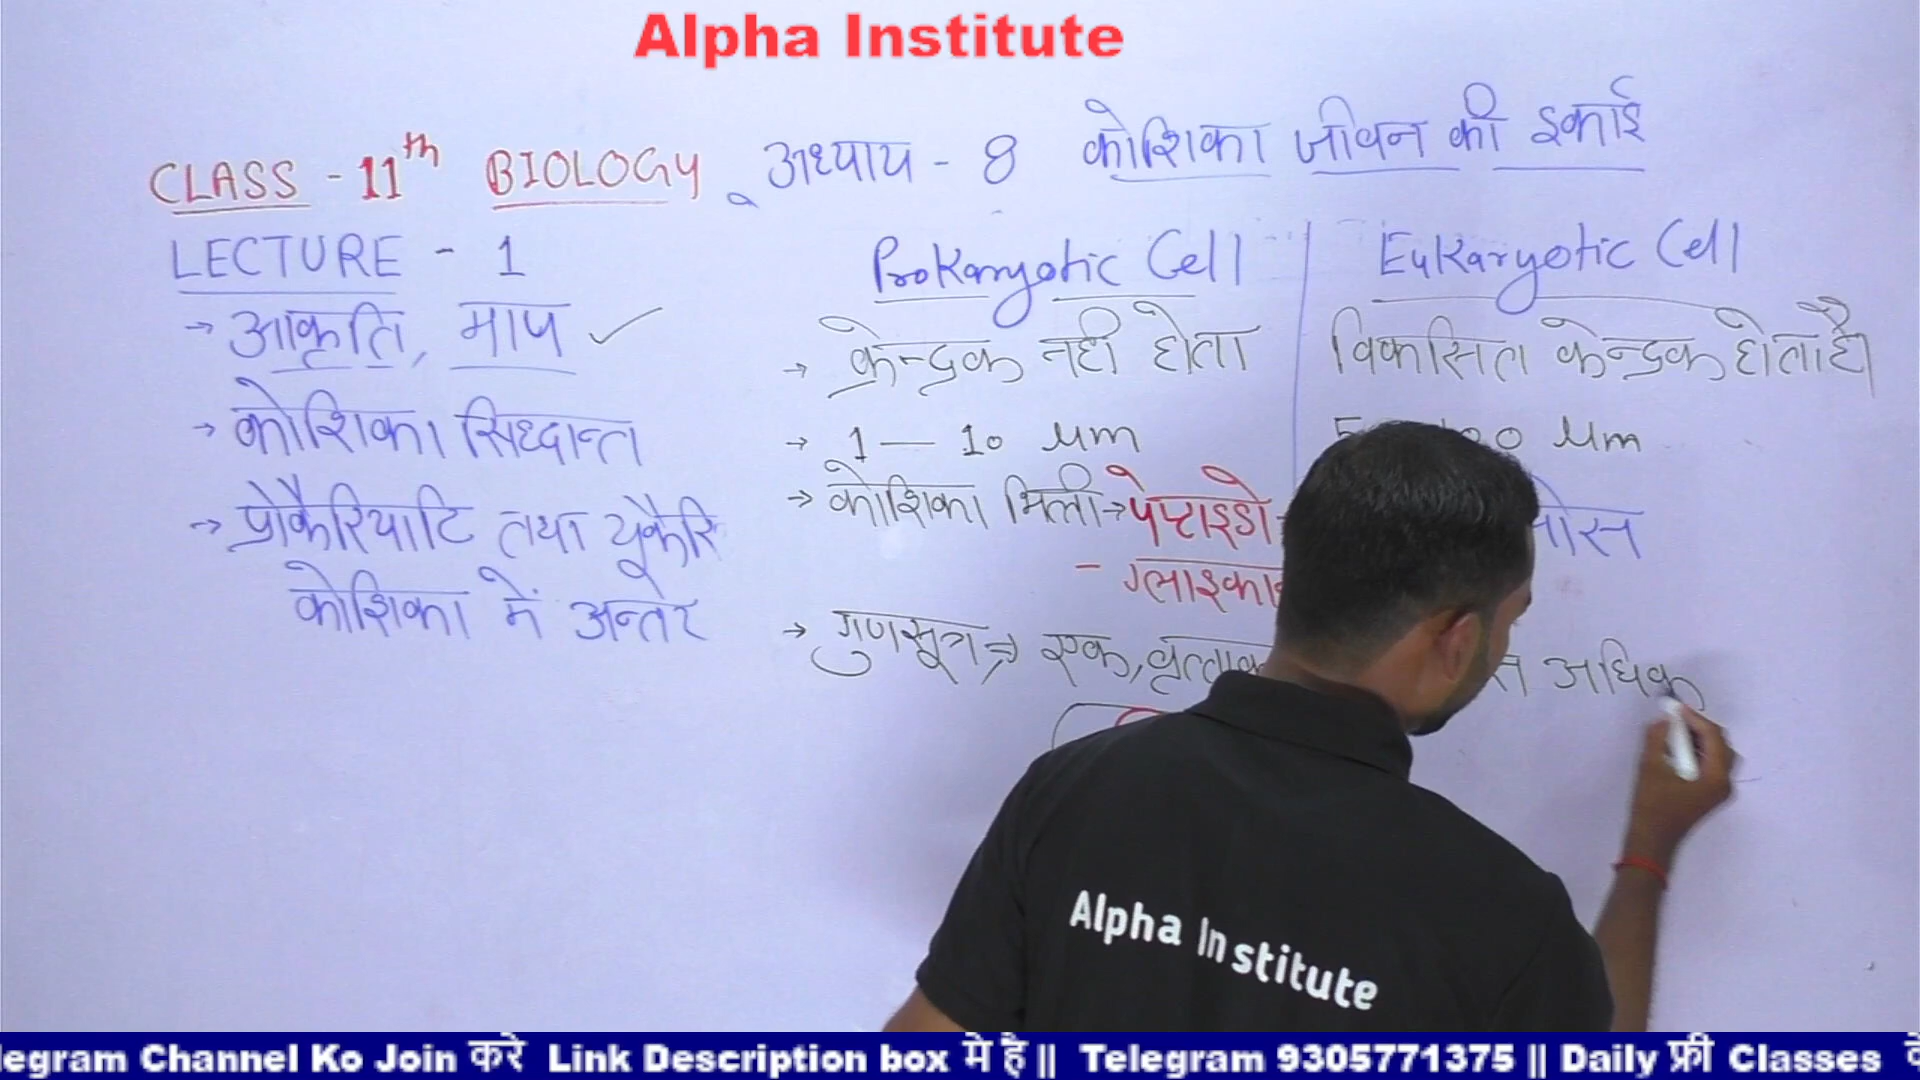 Alpha Institute
CLASS - 11th BIOLOGY अध्याय - 8 कोशिका जीवन की इकाई
LECTURE - 1
→ आकृति, माप ✓
→ कोशिका सिध्दान्त
→ प्रोकैरियाटि तथा यूकैरि
कोशिका में अन्तर
Prokaryotic Cell
→ केन्द्रक नही होता
→ 1 — 10 μm
→ कोशिका भित्ती → पेप्टाइडो
- ग्लाइका
→ गुणसूत्र → एक, वृत्ताक
Eukaryotic Cell
विकसित केन्द्रक होता है।
μm
अधिक
Alpha Institute
legram Channel Ko Join करे Link Description box मे है || Telegram 9305771375 || Daily फ्री Classes